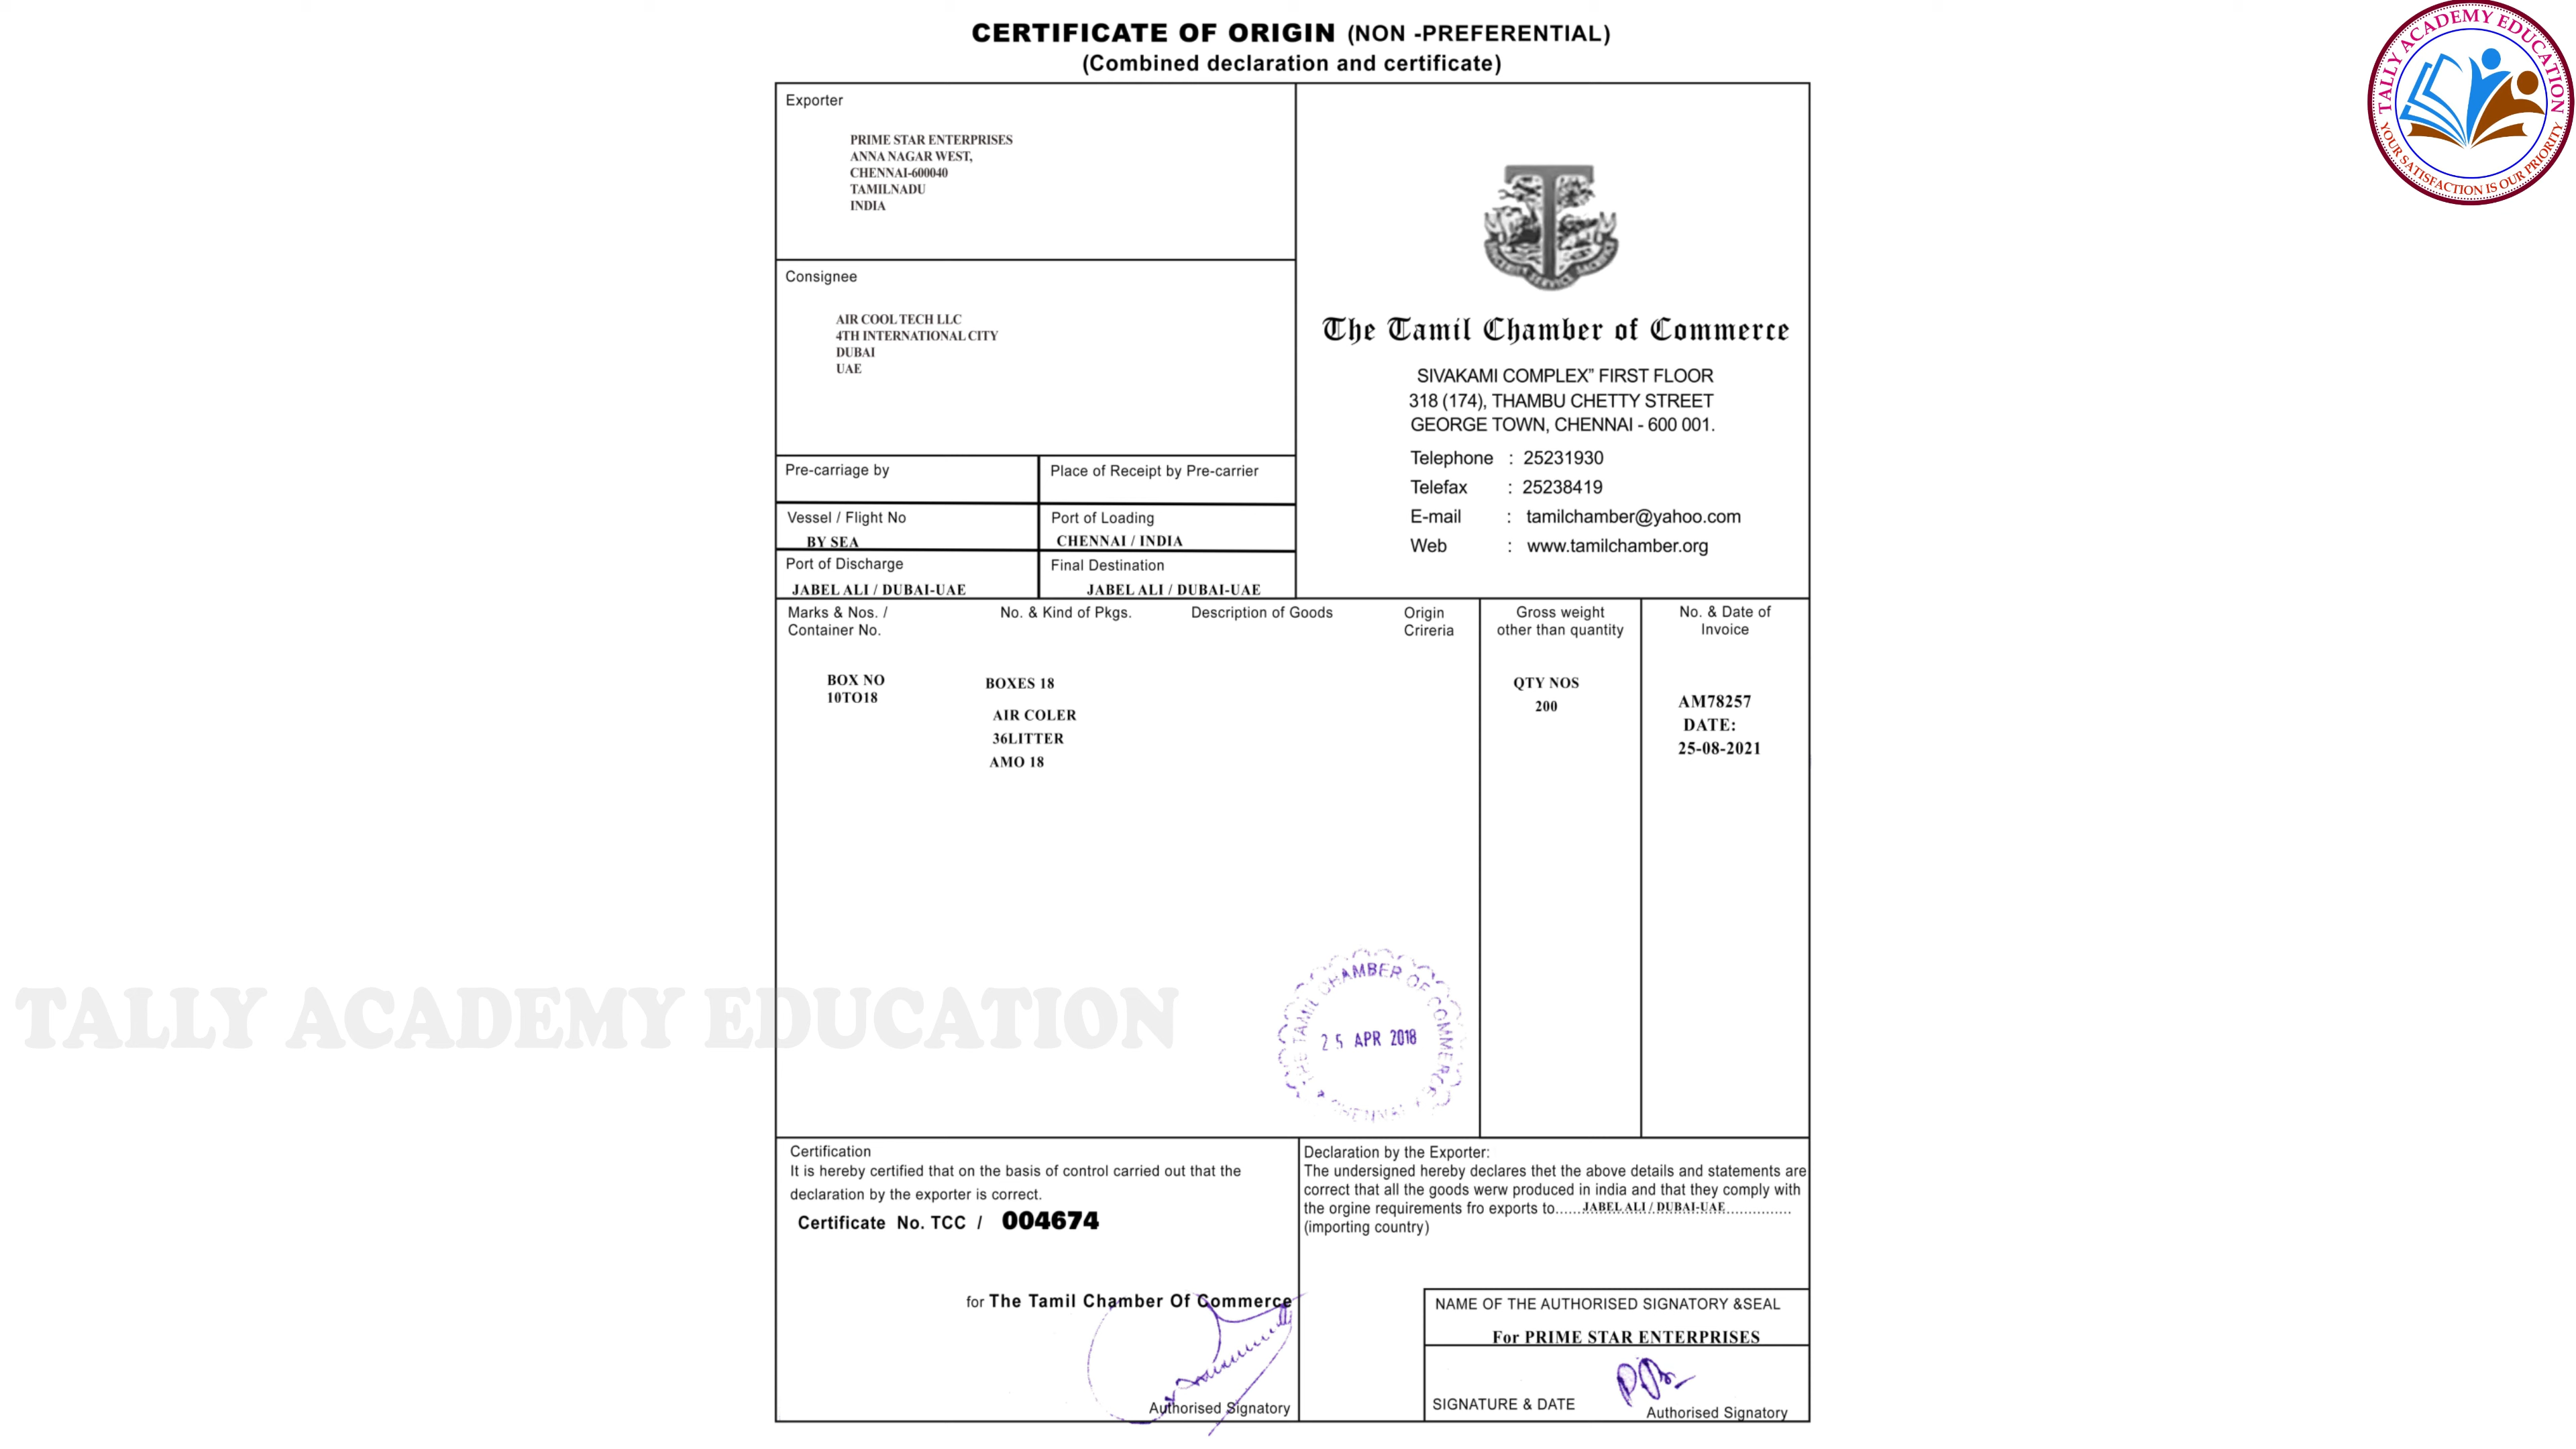 CERTIFICATE OF ORIGIN (NON -PREFERENTIAL)
(Combined declaration and certificate)
TALLY ACADEMY EDUCATION
YOUR SATISFACTION IS OUR PRIORITY
Exporter
PRIME STAR ENTERPRISES
ANNA NAGAR WEST,
CHENNAI-600040
TAMILNADU
INDIA
Consignee
AIR COOL TECH LLC
4TH INTERNATIONAL CITY
DUBAI
UAE
The Tamil Chamber of Commerce
SIVAKAMI COMPLEX” FIRST FLOOR
318 (174), THAMBU CHETTY STREET
GEORGE TOWN, CHENNAI - 600 001.
Telephone : 25231930
Telefax : 25238419
E-mail : tamilchamber@yahoo.com
Web : www.tamilchamber.org
Pre-carriage by
Place of Receipt by Pre-carrier
Vessel / Flight No
BY SEA
Port of Loading
CHENNAI / INDIA
Port of Discharge
JABEL ALI / DUBAI-UAE
Final Destination
JABEL ALI / DUBAI-UAE
Marks & Nos. /
Container No.
No. & Kind of Pkgs.
Description of Goods
Origin
Crireria
Gross weight
other than quantity
No. & Date of
Invoice
BOX NO
10TO18
BOXES 18
AIR COLER
36LITTER
AMO 18
QTY NOS
200
AM78257
DATE:
25-08-2021
TALLY ACADEMY EDUCATION
THE TAMIL CHAMBER OF COMMERCE
25 APR 2018
CHENNAI
Certification
It is hereby certified that on the basis of control carried out that the
declaration by the exporter is correct.
Certificate No. TCC / 004674
for The Tamil Chamber Of Commerce
Authorised Signatory
Declaration by the Exporter:
The undersigned hereby declares thet the above details and statements are
correct that all the goods werw produced in india and that they comply with
the orgine requirements fro exports to......JABEL ALI / DUBAI-UAE...............
(importing country)
NAME OF THE AUTHORISED SIGNATORY &SEAL
For PRIME STAR ENTERPRISES
SIGNATURE & DATE
Authorised Signatory